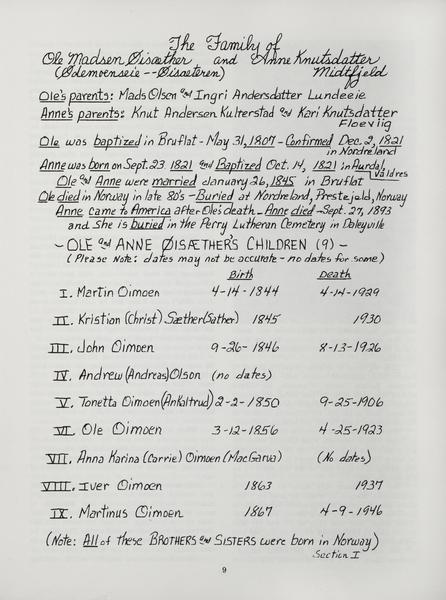 The Family of
Ole Madsen Øisæther and Anne Knutsdatter
(Ødemoenseie -- Øisæteren) Midtfjeld
Ole's parents: Mads Olsen and Ingri Andersdatter Lundeeie
Anne's parents: Knut Andersen Kulterstad and Kari Knutsdatter
Floeviig
Ole was baptized in Bruflat - May 31, 1807 - Confirmed Dec. 2, 1821
in Nordreland
Anne was born on Sept. 23 1821 and Baptized Oct. 14, 1821 in Aurdal,
Valdres
Ole and Anne were married January 26, 1845 in Bruflat
Ole died in Norway in late 80's - Buried at Nordreland, Prestejeld, Norway
Anne came to America after Ole's death - Anne died - Sept. 27, 1893
and she is buried in the Perry Lutheran Cemetery in Daleyville
~ OLE and ANNE ØISÆTHER'S CHILDREN (9) ~
(Please Note: dates may not be accurate - no dates for some)
Birth Death
I. Martin Oimoen 4-14-1844 4-14-1929
II. Kristion (Christ) Sæther (Sather) 1845 1930
III. John Oimoen 9-26-1846 8-13-1926
IV. Andrew (Andreas) Olson (no dates)
V. Tonetta Oimoen (Ankaltrud) 2-2-1850 9-25-1906
VI. Ole Oimoen 3-12-1856 4-25-1923
VII. Anna Karina (Carrie) Oimoen (MacGarva) (No dates)
VIII. Iver Oimoen 1863 1937
IX. Martinus Oimoen 1867 4-9-1946
(Note: All of these BROTHERS and SISTERS were born in Norway)
Section I
9